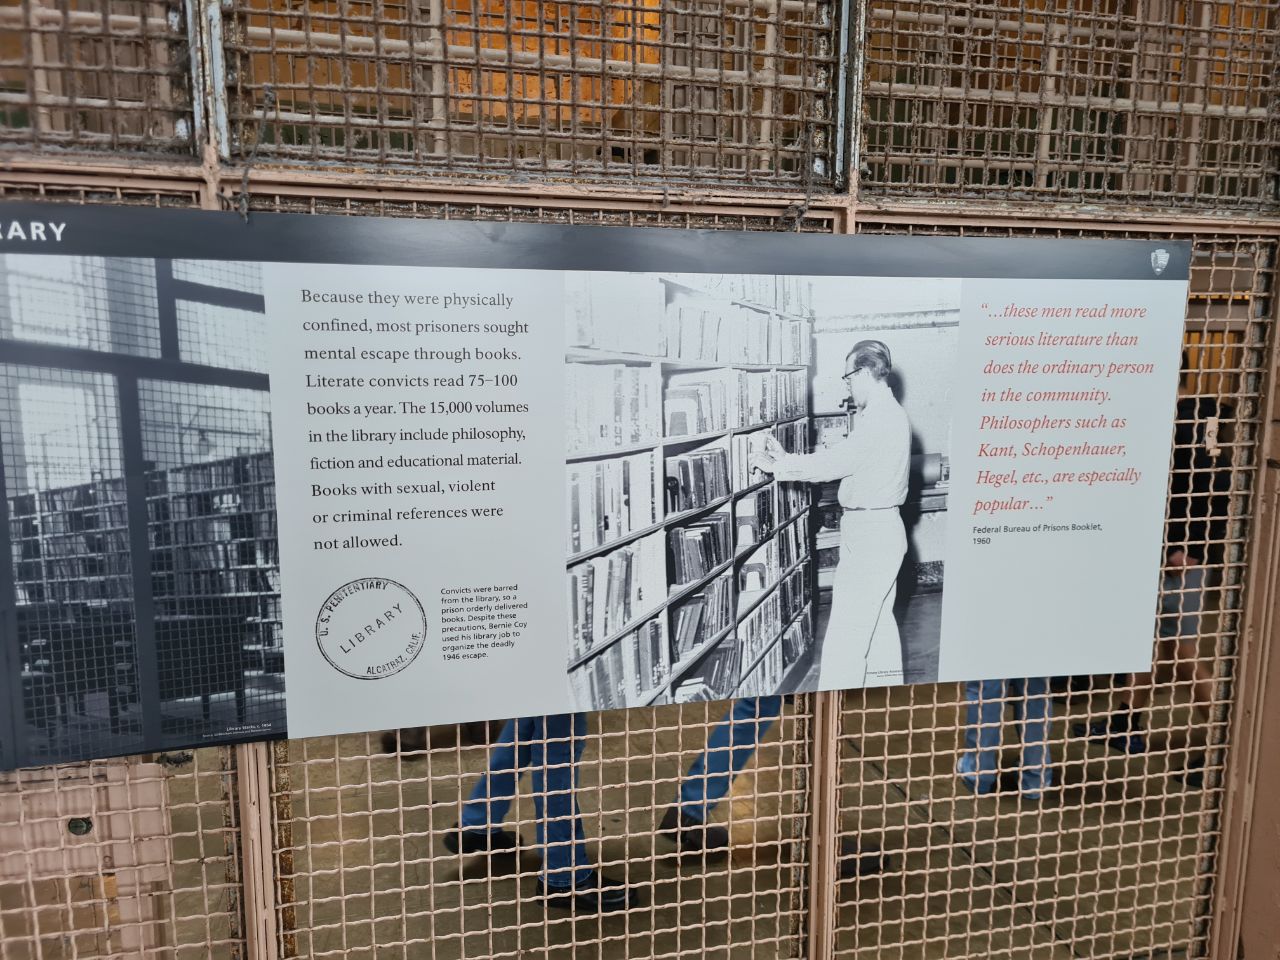 RARY
Because they were physically
confined, most prisoners sought
mental escape through books.
Literate convicts read 75–100
books a year. The 15,000 volumes
in the library include philosophy,
fiction and educational material.
Books with sexual, violent
or criminal references were
not allowed.
U.S. PENITENTIARY
LIBRARY
ALCATRAZ, CALIF.
Convicts were barred
from the library, so a
prison orderly delivered
books. Despite these
precautions, Bernie Coy
used his library job to
organize the deadly
1946 escape.
“…these men read more
serious literature than
does the ordinary person
in the community.
Philosophers such as
Kant, Schopenhauer,
Hegel, etc., are especially
popular…”
Federal Bureau of Prisons Booklet,
1960